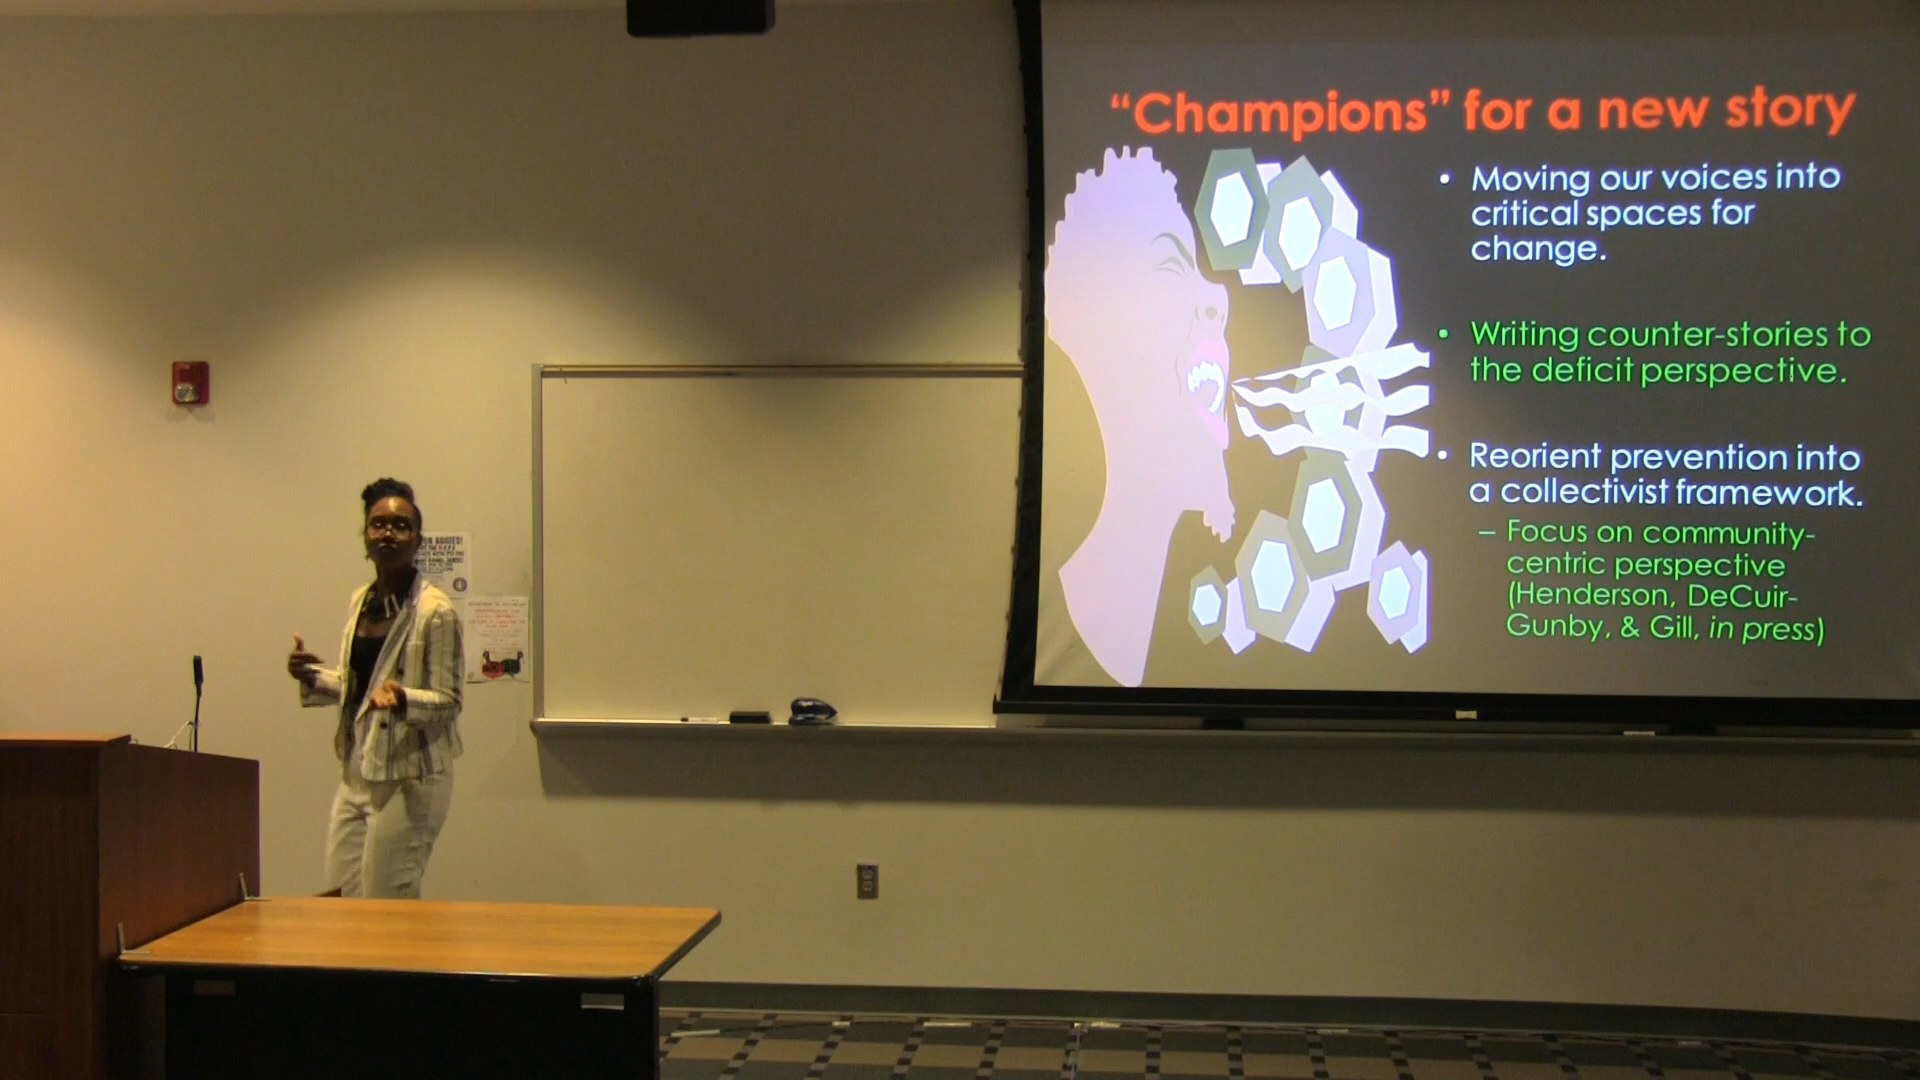 “Champions” for a new story
• Moving our voices into
critical spaces for
change.
• Writing counter-stories to
the deficit perspective.
• Reorient prevention into
a collectivist framework.
– Focus on community-
centric perspective
(Henderson, DeCuir-
Gunby, & Gill, in press)